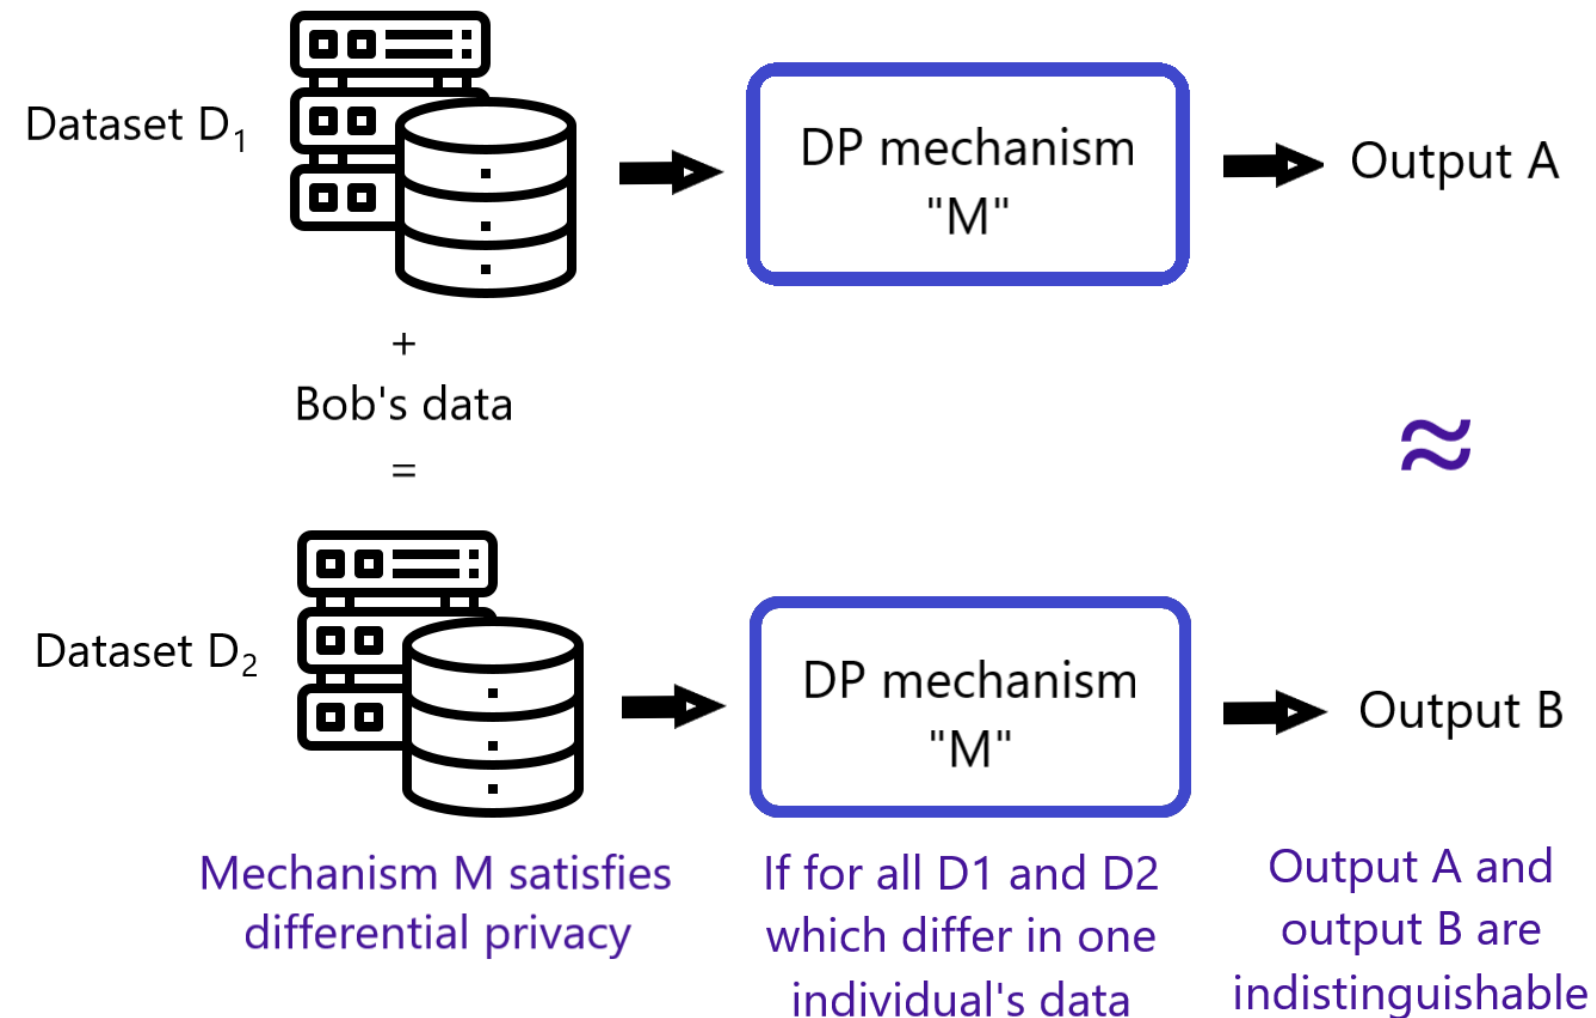 Dataset D₁
DP mechanism
"M"
Output A
+
Bob's data
=
≈
Dataset D₂
DP mechanism
"M"
Output B
Mechanism M satisfies
differential privacy
If for all D1 and D2
which differ in one
individual's data
Output A and
output B are
indistinguishable